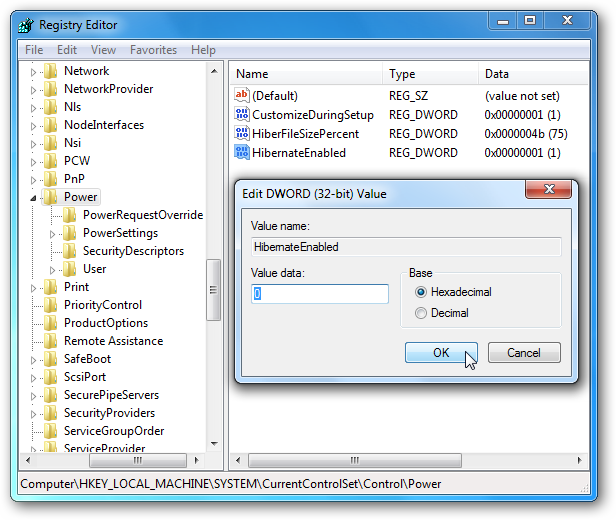 Registry Editor
File Edit View Favorites Help
Network
NetworkProvider
Nls
NodeInterfaces
Nsi
PCW
PnP
Power
PowerRequestOverride
PowerSettings
SecurityDescriptors
User
Print
PriorityControl
ProductOptions
Remote Assistance
SafeBoot
ScsiPort
SecurePipeServers
SecurityProviders
ServiceGroupOrder
ServiceProvider
Name Type Data
ab (Default) REG_SZ (value not set)
CustomizeDuringSetup REG_DWORD 0x00000001 (1)
HiberFileSizePercent REG_DWORD 0x0000004b (75)
HibernateEnabled REG_DWORD 0x00000001 (1)
Edit DWORD (32-bit) Value
Value name:
HibernateEnabled
Value data:
0
Base
Hexadecimal
Decimal
OK Cancel
Computer\HKEY_LOCAL_MACHINE\SYSTEM\CurrentControlSet\Control\Power